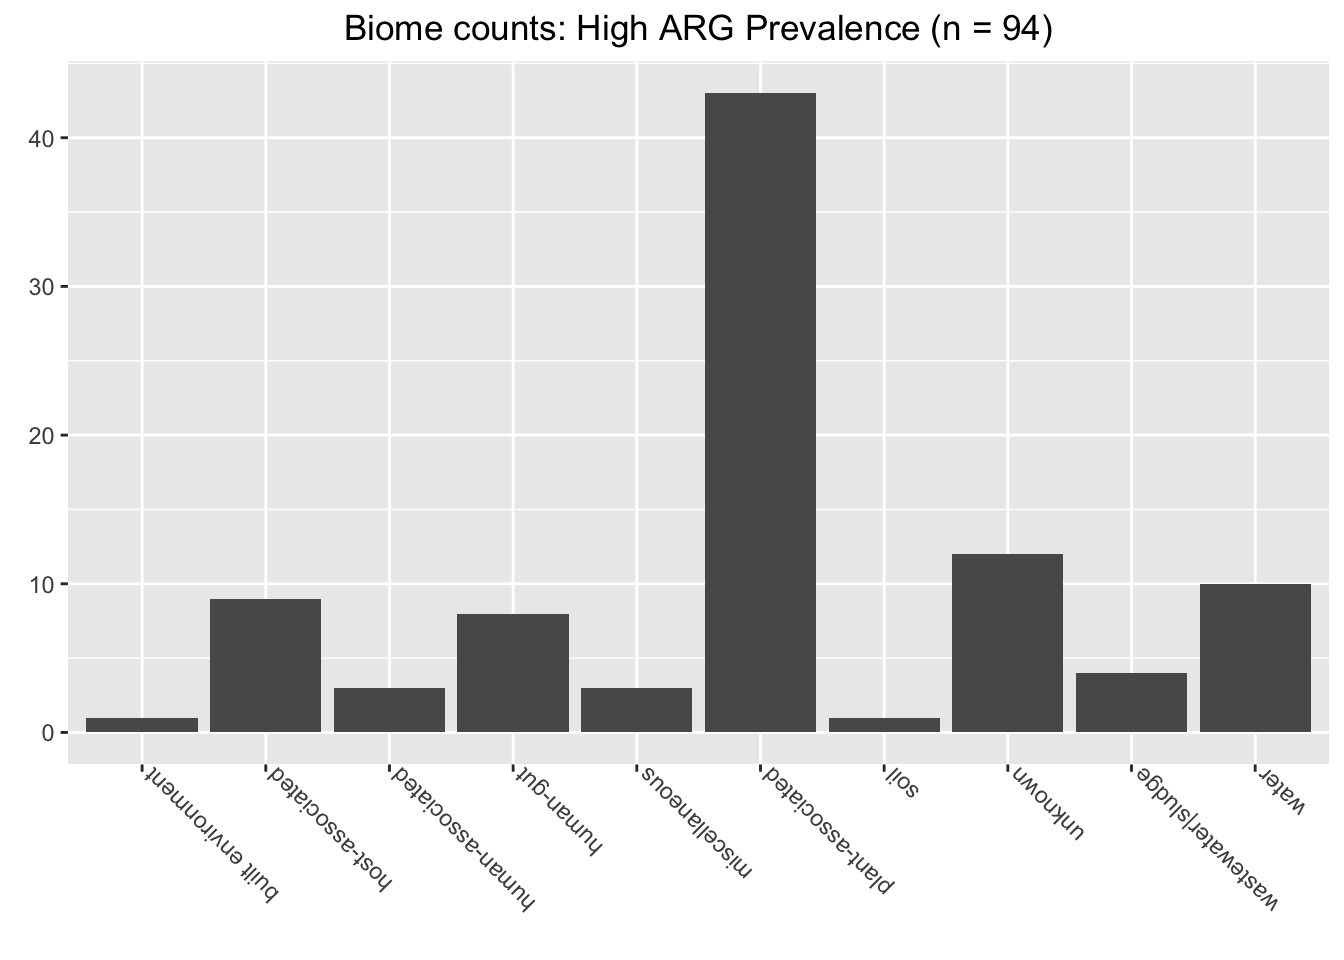 Biome counts: High ARG Prevalence (n = 94)
40
30
20
10
0
built environment
host-associated
human-associated
human-gut
miscellaneous
plant-associated
soil
unknown
wastewater|sludge
water